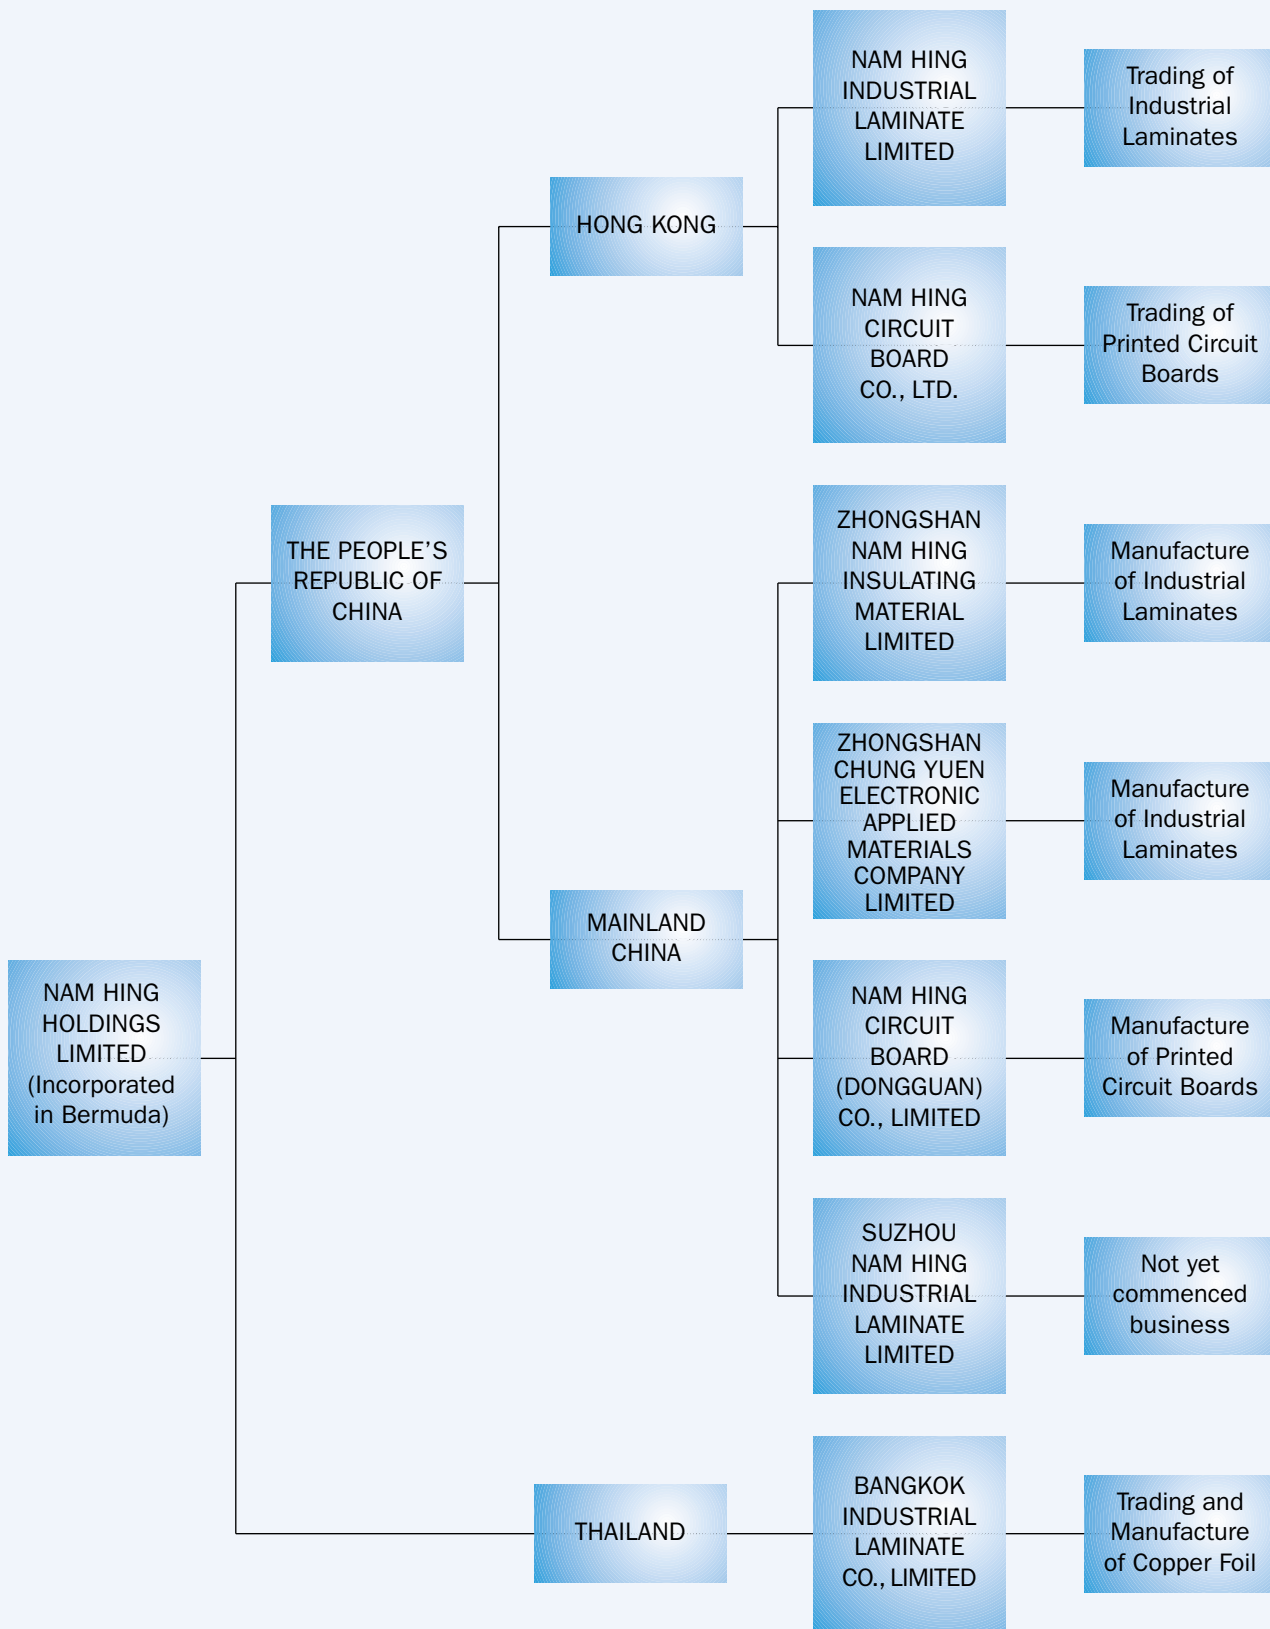 NAM HING
INDUSTRIAL
LAMINATE
LIMITED
Trading of
Industrial
Laminates
HONG KONG
NAM HING
CIRCUIT
BOARD
CO., LTD.
Trading of
Printed Circuit
Boards
THE PEOPLE'S
REPUBLIC OF
CHINA
ZHONGSHAN
NAM HING
INSULATING
MATERIAL
LIMITED
Manufacture
of Industrial
Laminates
ZHONGSHAN
CHUNG YUEN
ELECTRONIC
APPLIED
MATERIALS
COMPANY
LIMITED
Manufacture
of Industrial
Laminates
MAINLAND
CHINA
NAM HING
HOLDINGS
LIMITED
(Incorporated
in Bermuda)
NAM HING
CIRCUIT
BOARD
(DONGGUAN)
CO., LIMITED
Manufacture
of Printed
Circuit Boards
SUZHOU
NAM HING
INDUSTRIAL
LAMINATE
LIMITED
Not yet
commenced
business
THAILAND
BANGKOK
INDUSTRIAL
LAMINATE
CO., LIMITED
Trading and
Manufacture
of Copper Foil